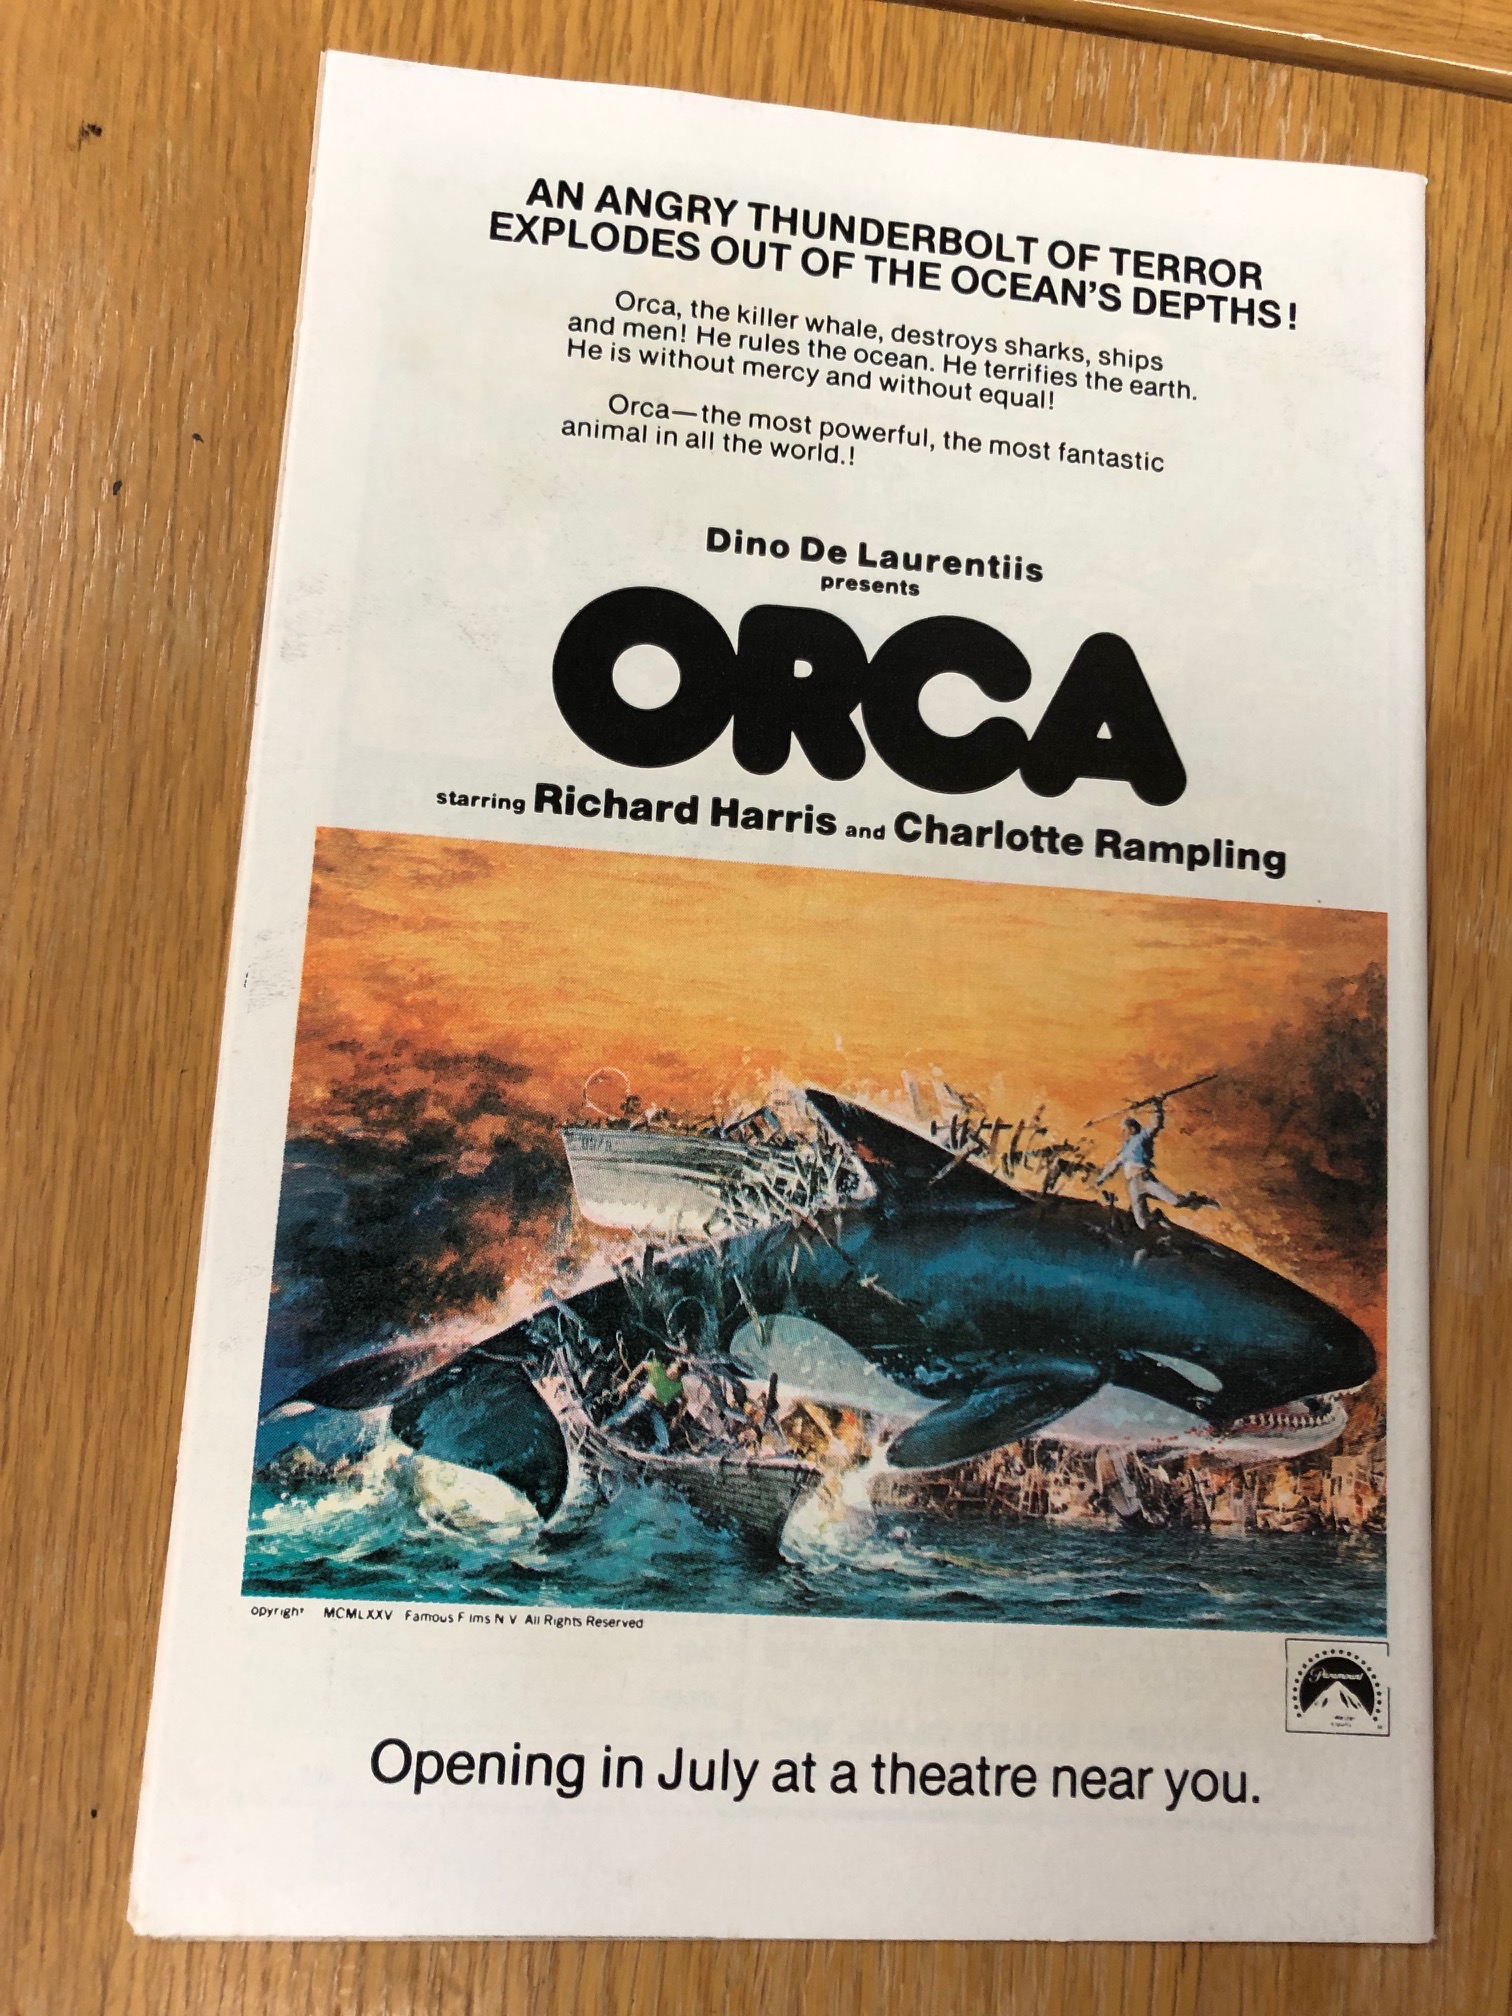 AN ANGRY THUNDERBOLT OF TERROR
EXPLODES OUT OF THE OCEAN'S DEPTHS!
Orca, the killer whale, destroys sharks, ships
and men! He rules the ocean. He terrifies the earth.
He is without mercy and without equal!
Orca—the most powerful, the most fantastic
animal in all the world.!
Dino De Laurentiis
presents
ORCA
starring Richard Harris and Charlotte Rampling
opyright MCMLXXV Famous F lms N V All Rights Reserved
Paramount
Opening in July at a theatre near you.